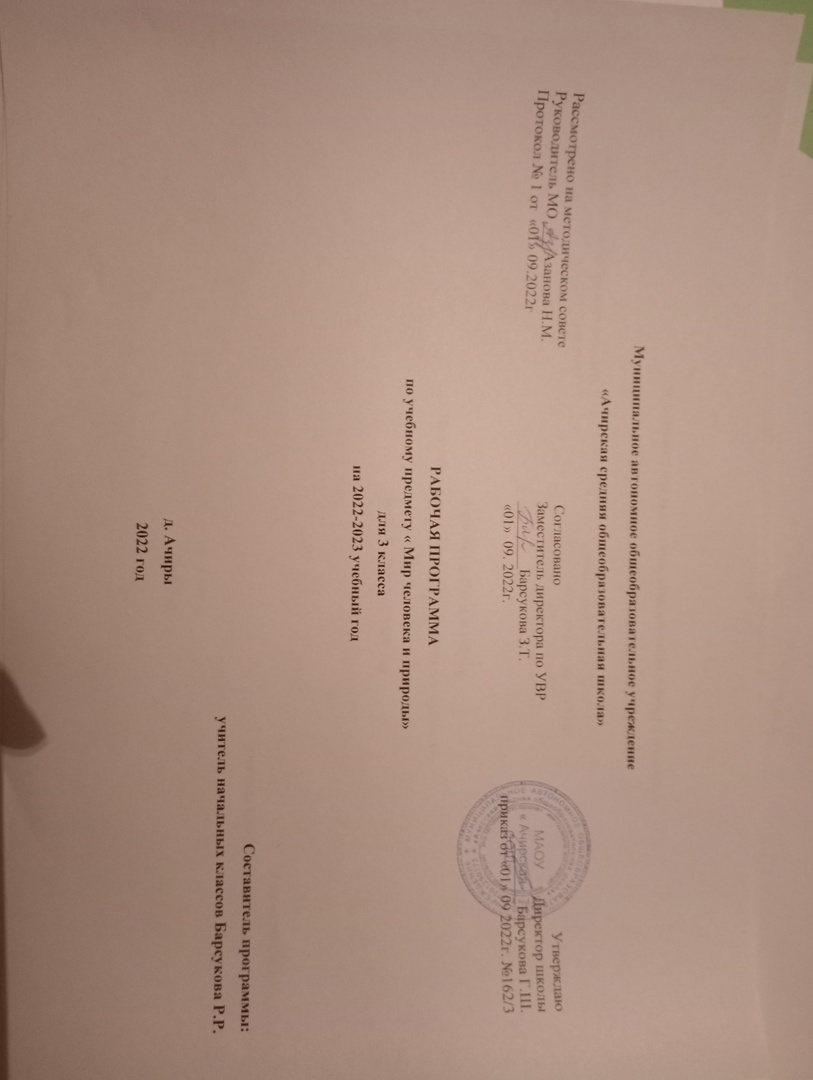 Муниципальное автономное общеобразовательное учреждение
«Ачирская средняя общеобразовательная школа»
Рассмотрено на методическом совете
Руководитель МО Азанова Н.М.
Протокол № 1 от «01» 09.2022г
Согласовано
Заместитель директора по УВР
Барсукова З.Т.
«01» 09. 2022г.
Утверждаю
Директор школы
Барсукова Г.Ш.
приказ от «01» 09 2022г. №162/3
МАОУ
« Ачирская
РАБОЧАЯ ПРОГРАММА
по учебному предмету « Мир человека и природы»
для 3 класса
на 2022-2023 учебный год
Составитель программы:
учитель начальных классов Барсукова Р.Р.
д. Ачиры
2022 год